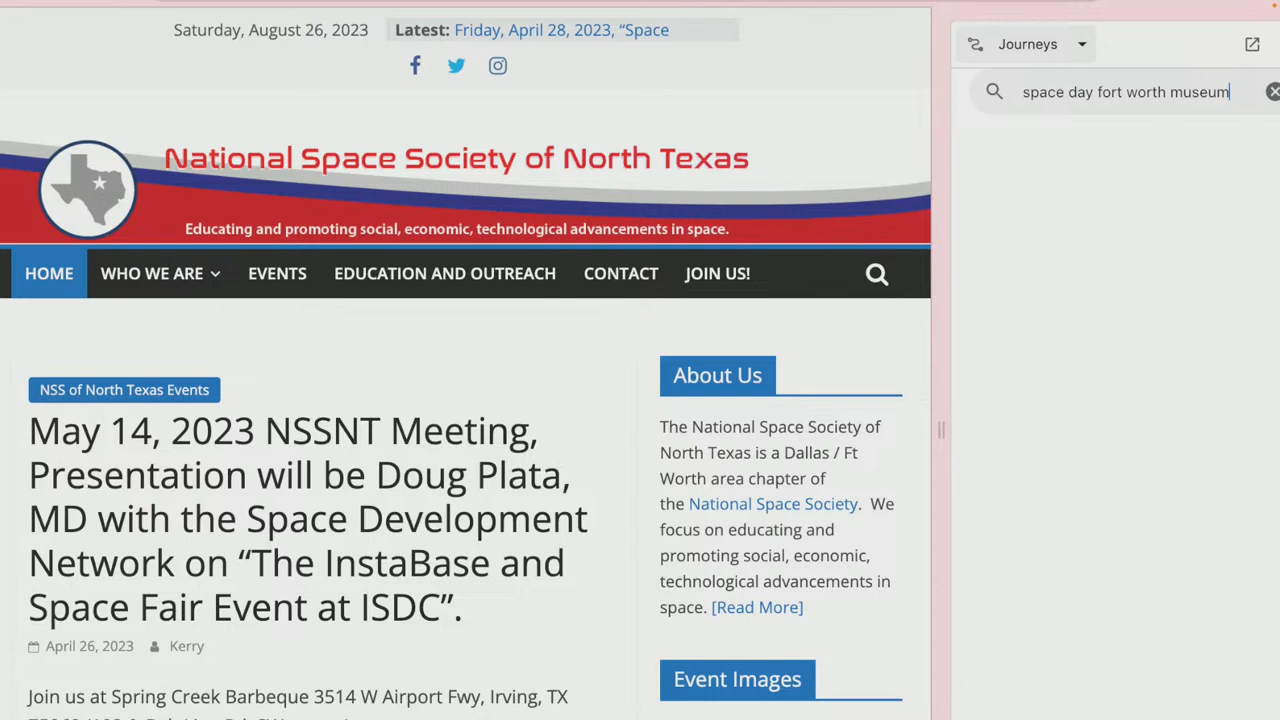 Saturday, August 26, 2023
Latest: Friday, April 28, 2023, “Space
Journeys
space day fort worth museum
National Space Society of North Texas
Educating and promoting social, economic, technological advancements in space.
HOME WHO WE ARE EVENTS EDUCATION AND OUTREACH CONTACT JOIN US!
NSS of North Texas Events
May 14, 2023 NSSNT Meeting,
Presentation will be Doug Plata,
MD with the Space Development
Network on “The InstaBase and
Space Fair Event at ISDC”.
April 26, 2023 Kerry
Join us at Spring Creek Barbeque 3514 W Airport Fwy, Irving, TX
About Us
The National Space Society of
North Texas is a Dallas / Ft
Worth area chapter of
the National Space Society. We
focus on educating and
promoting social, economic,
technological advancements in
space. [Read More]
Event Images